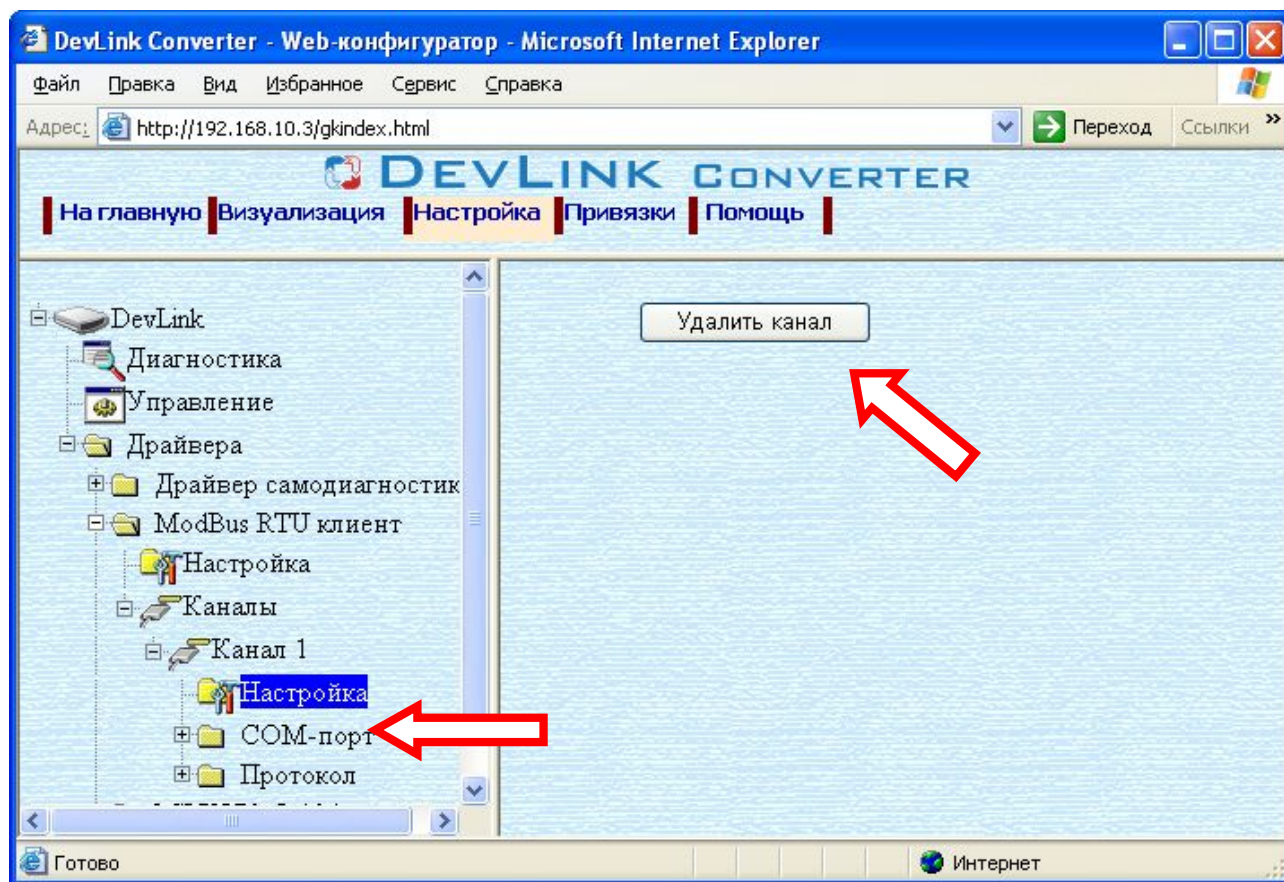 DevLink Converter - Web-конфигуратор - Microsoft Internet Explorer
Файл Правка Вид Избранное Сервис Справка
Адрес: http://192.168.10.3/gkindex.html Переход Ссылки »
DEVLINK CONVERTER
На главную Визуализация Настройка Привязки Помощь
DevLink
Диагностика
Управление
Драйвера
Драйвер самодиагностик
ModBus RTU клиент
Настройка
Каналы
Канал 1
Настройка
COM-порт
Протокол
Удалить канал
Готово Интернет